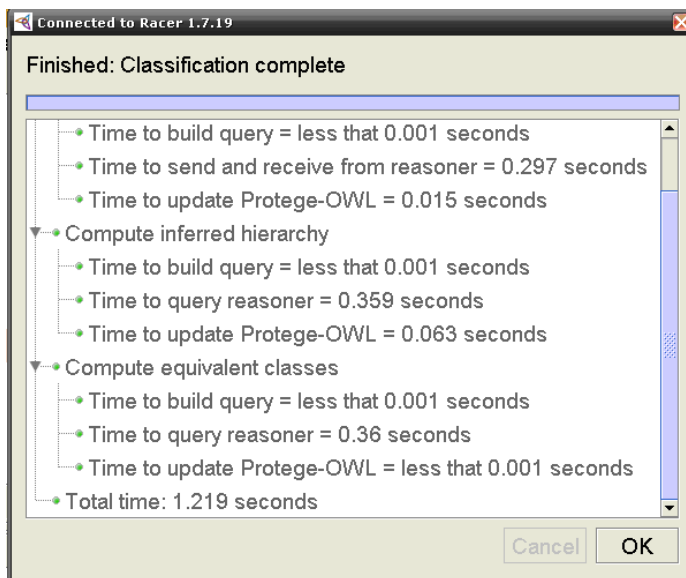 Connected to Racer 1.7.19
Finished: Classification complete
Time to build query = less that 0.001 seconds
Time to send and receive from reasoner = 0.297 seconds
Time to update Protege-OWL = 0.015 seconds
Compute inferred hierarchy
Time to build query = less that 0.001 seconds
Time to query reasoner = 0.359 seconds
Time to update Protege-OWL = 0.063 seconds
Compute equivalent classes
Time to build query = less that 0.001 seconds
Time to query reasoner = 0.36 seconds
Time to update Protege-OWL = less that 0.001 seconds
Total time: 1.219 seconds
Cancel OK